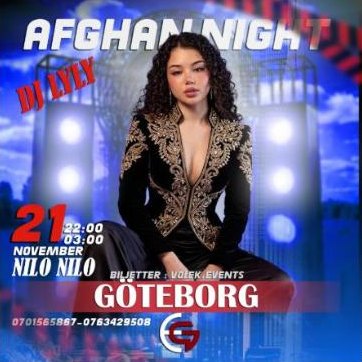 AFGHAN NIGHT
DJ LYLY
21
22:00
03:00
NOVEMBER
NILO NILO
BILJETTER : VOLEK.EVENTS
GÖTEBORG
0701565867-0763429508